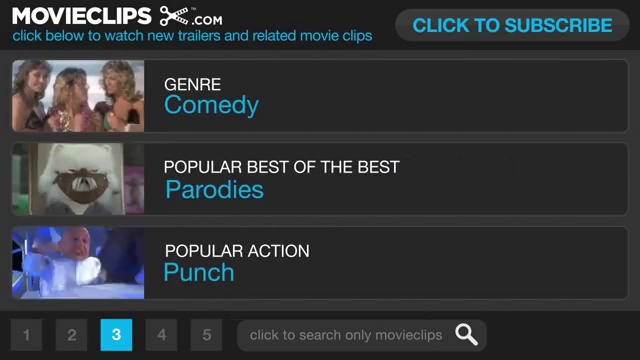 MOVIECLIPS .COM
click below to watch new trailers and related movie clips
CLICK TO SUBSCRIBE
GENRE
Comedy
POPULAR BEST OF THE BEST
Parodies
POPULAR ACTION
Punch
1 2 3 4 5
click to search only movieclips